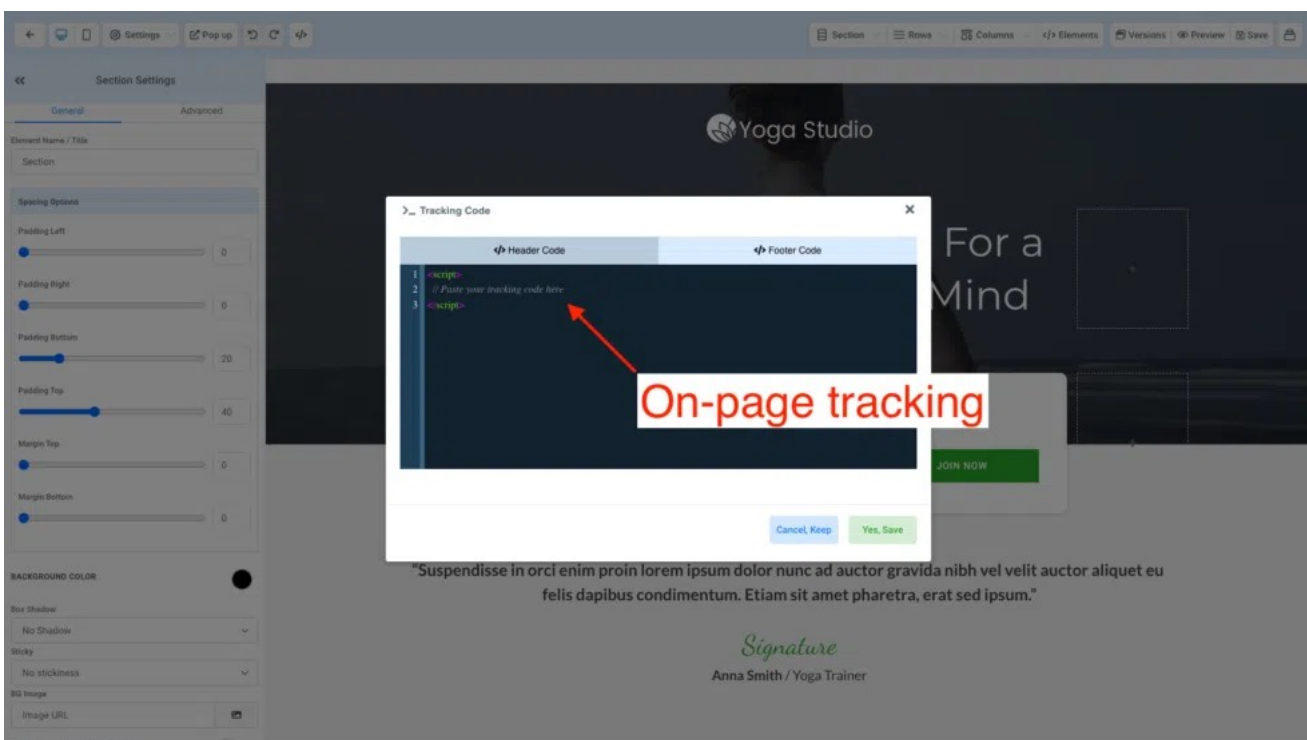 Settings
Pop up
Section
Rows
Columns
</> Elements
Versions
Preview
Save
Section Settings
General
Advanced
Element Name / Title
Section
Spacing Options
Padding Left
0
Padding Right
0
Padding Bottom
20
Padding Top
40
Margin Top
0
Margin Bottom
0
BACKGROUND COLOR
Box Shadow
No Shadow
Sticky
No stickiness
BG Image
Image URL
Yoga Studio
For a
Mind
JOIN NOW
>_ Tracking Code
</> Header Code
</> Footer Code
1 <script>
2 // Paste your tracking code here
3 </script>
On-page tracking
Cancel, Keep
Yes, Save
"Suspendisse in orci enim proin lorem ipsum dolor nunc ad auctor gravida nibh vel velit auctor aliquet eu
felis dapibus condimentum. Etiam sit amet pharetra, erat sed ipsum."
Signature
Anna Smith / Yoga Trainer